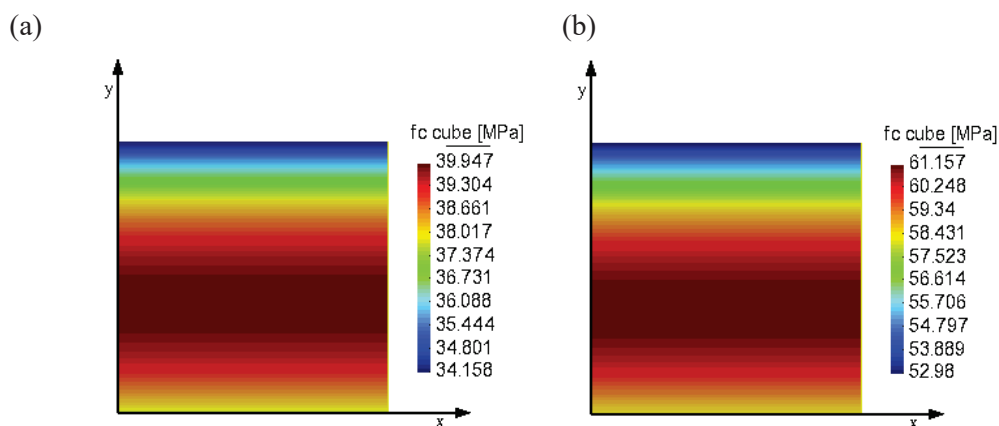 (a)
y
fc cube [MPa]
39.947
39.304
38.661
38.017
37.374
36.731
36.088
35.444
34.801
34.158
x
(b)
y
fc cube [MPa]
61.157
60.248
59.34
58.431
57.523
56.614
55.706
54.797
53.889
52.98
x